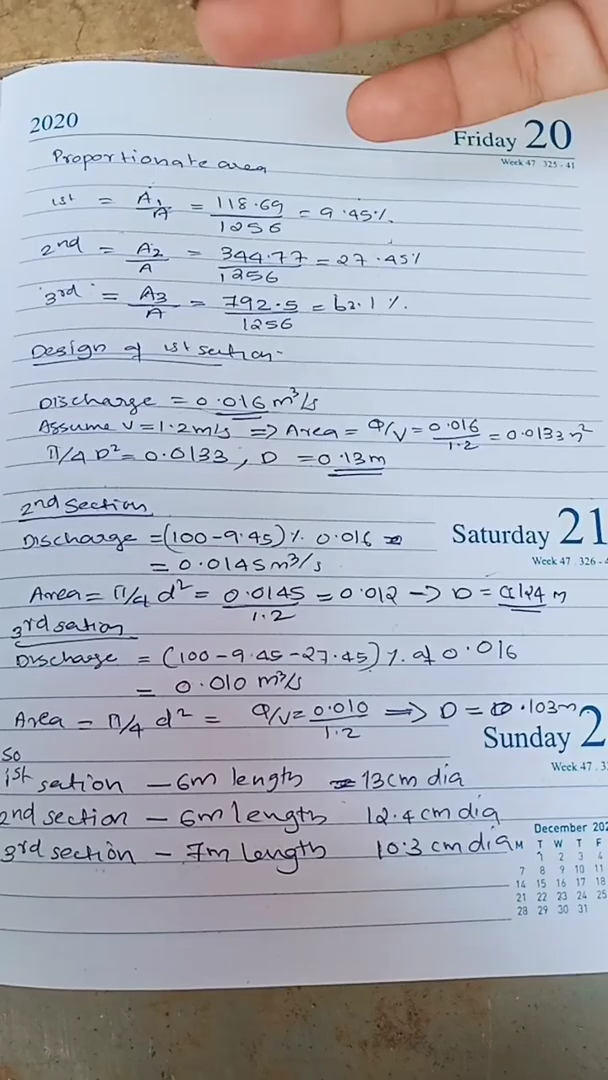 2020
Friday 20
Week 47 325-41
Proportionate area
1st = A1/A = 118.69/1256 = 9.45%.
2nd = A2/A = 344.77/1256 = 27.45%
3rd = A3/A = 792.5/1256 = 63.1%.
Design of 1st section-
Discharge = 0.016 m³/s
Assume V = 1.2 m/s => Area = Q/V = 0.016/1.2 = 0.0133 m²
π/4 D² = 0.0133, D = 0.13m
2nd Section
Discharge = (100-9.45)% 0.016
= 0.0145 m³/s
Saturday 21
Week 47 . 326-4
Area = π/4 d² = 0.0145/1.2 = 0.012 -> D = 0.124 m
3rd sation
Discharge = (100-9.45-27.45)% of 0.016
= 0.010 m³/s
Area = π/4 d² = Q/V = 0.010/1.2 => D = 0.103m
Sunday 2
Week 47. 3
So
1st sation - 6m length = 13cm dia
2nd section - 6m length 12.4cm dia
3rd section - 7m Length 10.3 cm dia
December 202
M T W T F
1 2 3 4
7 8 9 10 11
14 15 16 17 18
21 22 23 24 25
28 29 30 31